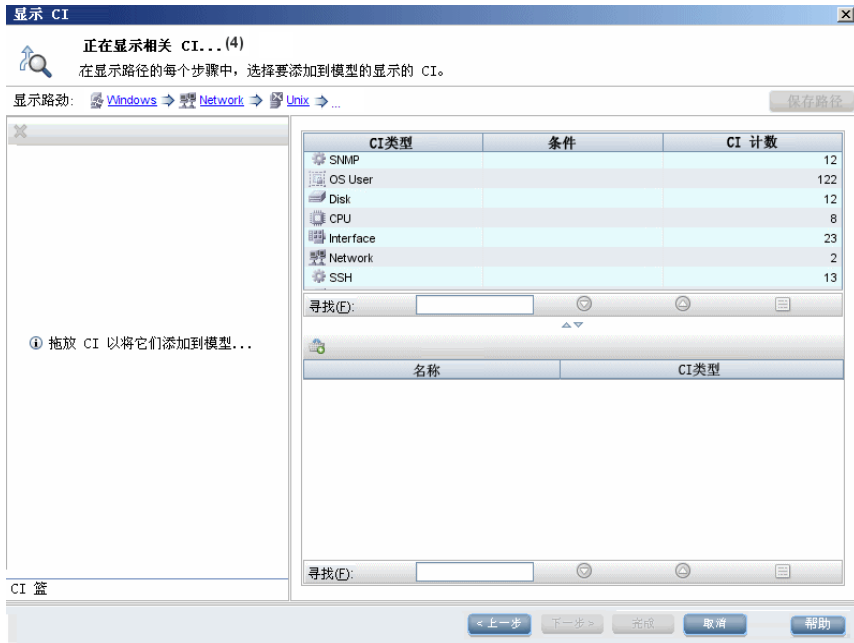 显示 CI
正在显示相关 CI...(4)
在显示路径的每个步骤中，选择要添加到模型的显示的 CI。
显示路劲: Windows Network Unix ...
保存路径
CI类型 条件 CI 计数
SNMP 12
OS User 122
Disk 12
CPU 8
Interface 23
Network 2
SSH 13
寻找(F):
拖放 CI 以将它们添加到模型...
名称 CI类型
寻找(F):
CI 篮
<上一步 下一步> 完成 取消 帮助